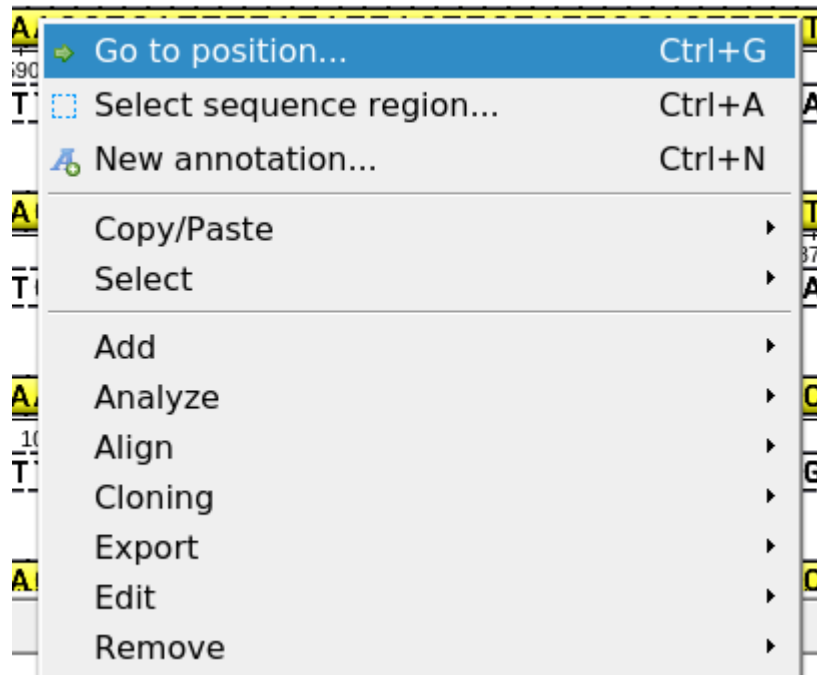 Go to position... Ctrl+G
Select sequence region... Ctrl+A
New annotation... Ctrl+N
Copy/Paste
Select
Add
Analyze
Align
Cloning
Export
Edit
Remove